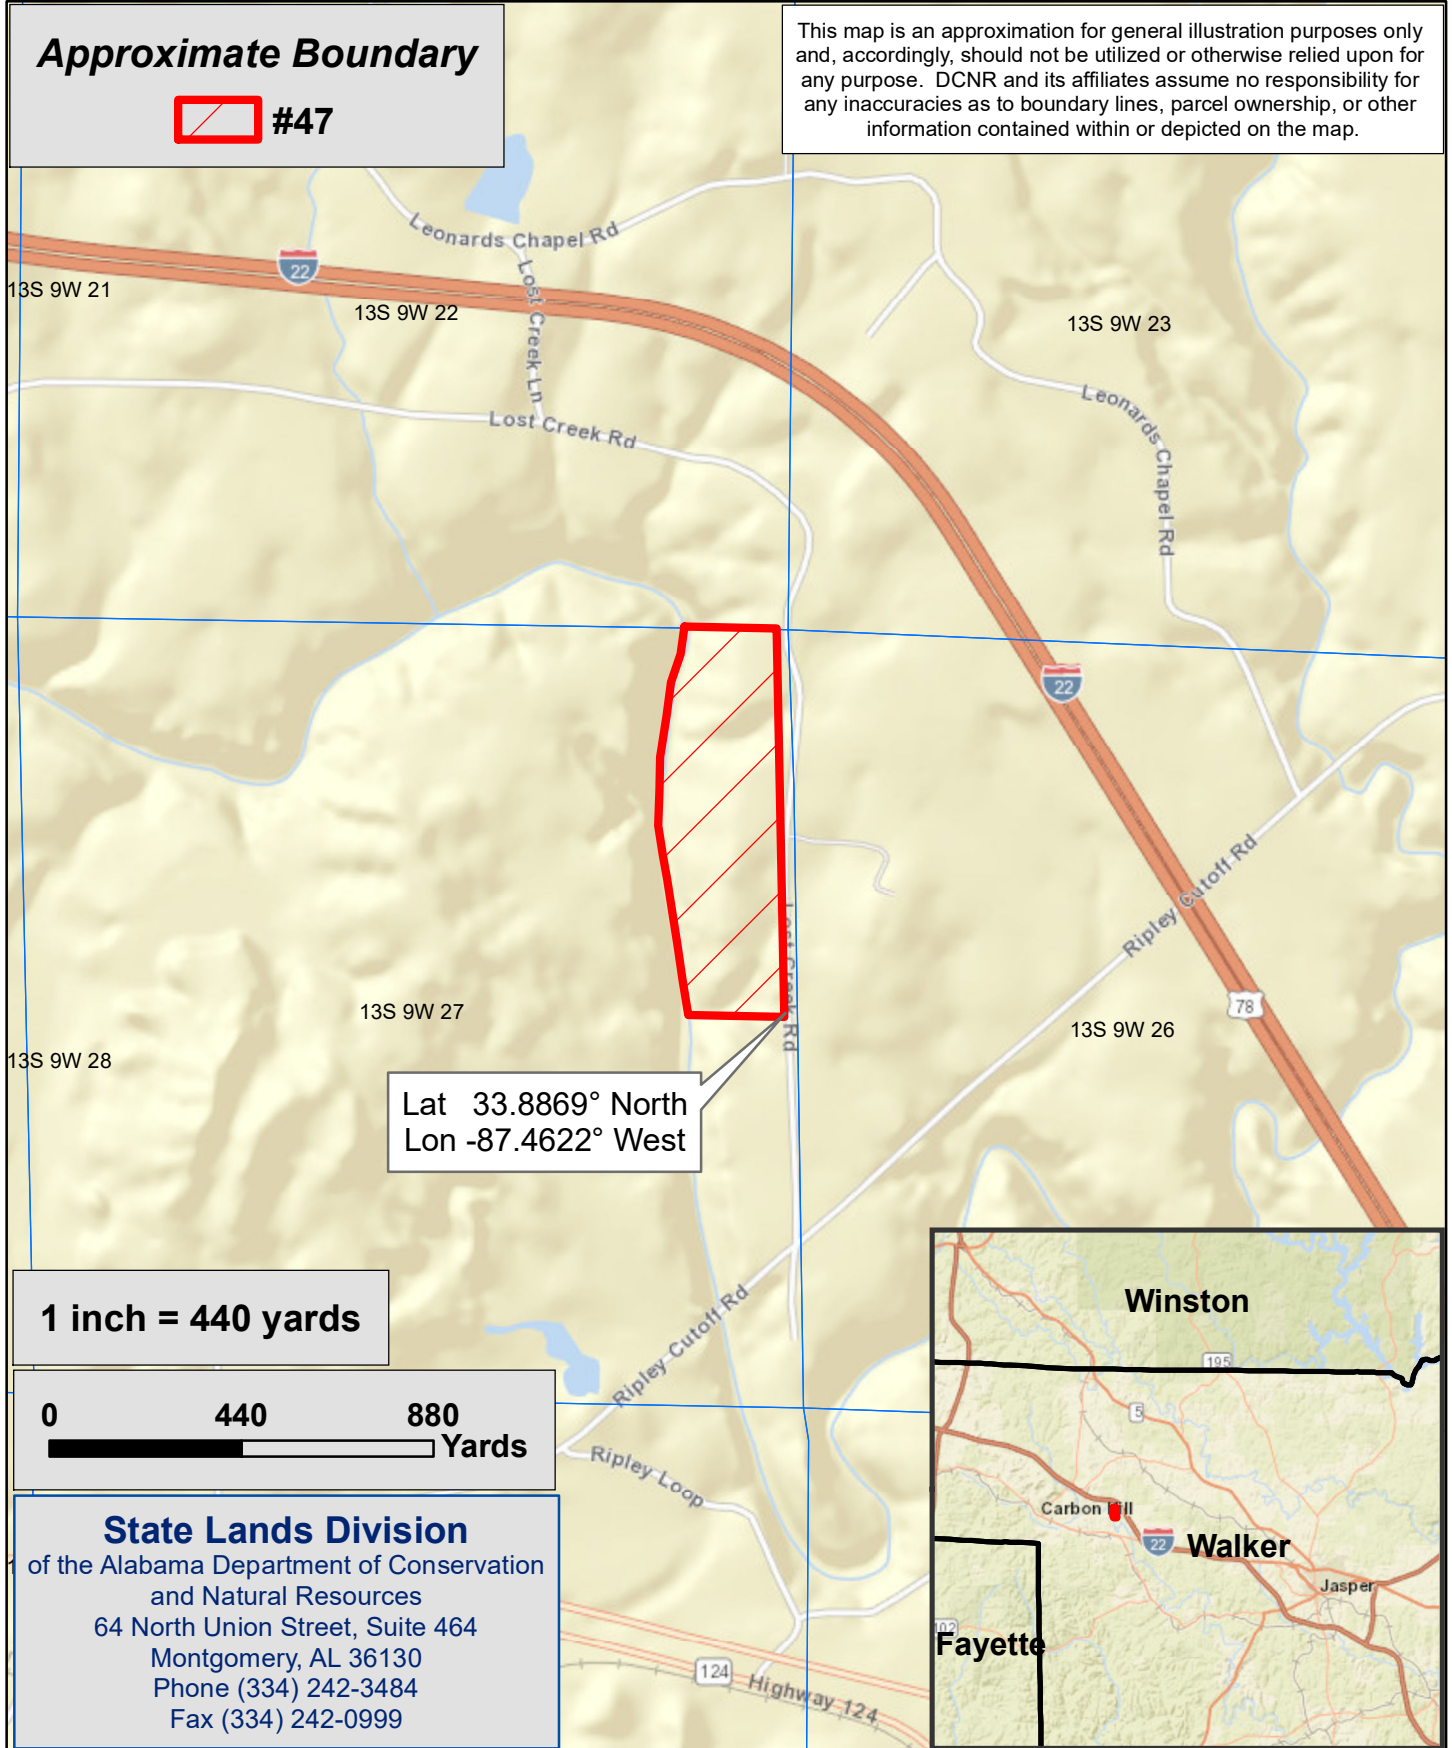 Approximate Boundary
#47
This map is an approximation for general illustration purposes only
and, accordingly, should not be utilized or otherwise relied upon for
any purpose. DCNR and its affiliates assume no responsibility for
any inaccuracies as to boundary lines, parcel ownership, or other
information contained within or depicted on the map.
Leonards Chapel Rd
22
13S 9W 21
13S 9W 22
Lost Creek Ln
13S 9W 23
Lost Creek Rd
Leonards Chapel Rd
22
Ripley Cutoff Rd
Lost Creek Rd
78
13S 9W 27
13S 9W 26
13S 9W 28
Lat 33.8869° North
Lon -87.4622° West
Ripley Cutoff Rd
Ripley Loop
124
Highway 124
1 inch = 440 yards
0 440 880
Yards
State Lands Division
of the Alabama Department of Conservation
and Natural Resources
64 North Union Street, Suite 464
Montgomery, AL 36130
Phone (334) 242-3484
Fax (334) 242-0999
Winston
195
5
Carbon Hill
22
Walker
Jasper
102
Fayette